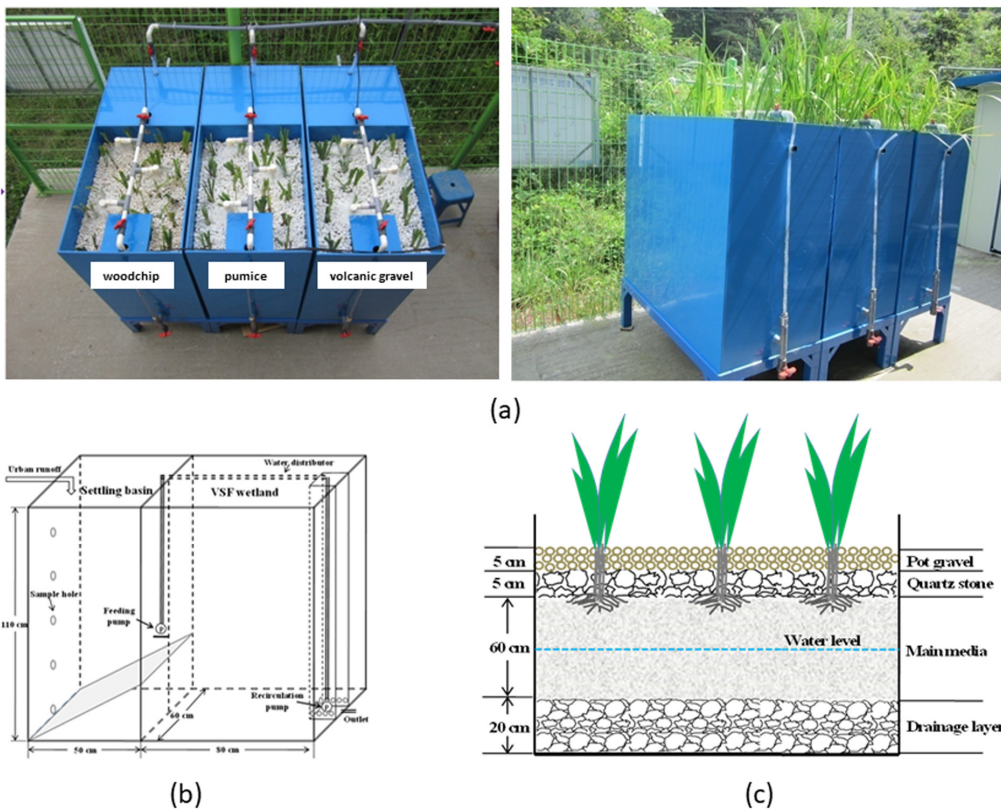 woodchip
pumice
volcanic gravel
(a)
Urban runoff
Settling basin
Water distributor
VSF wetland
Sample hole
Feeding pump
P
110 cm
Recirculation pump
P
Outlet
60 cm
50 cm
80 cm
(b)
5 cm
Pot gravel
5 cm
Quartz stone
60 cm
Water level
Main media
20 cm
Drainage layer
(c)